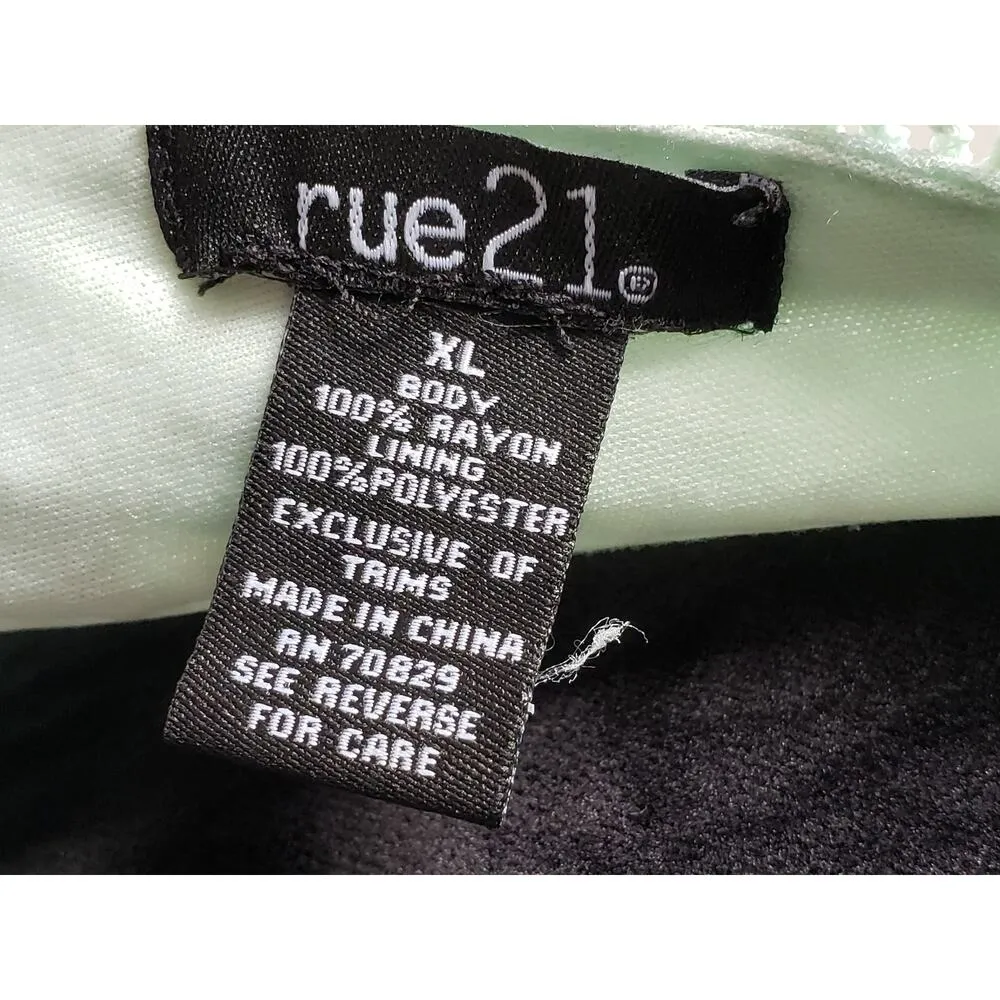 rue21®
XL
BODY
100% RAYON
LINING
100%POLYESTER
EXCLUSIVE OF
TRIMS
MADE IN CHINA
RN 70829
SEE REVERSE
FOR CARE